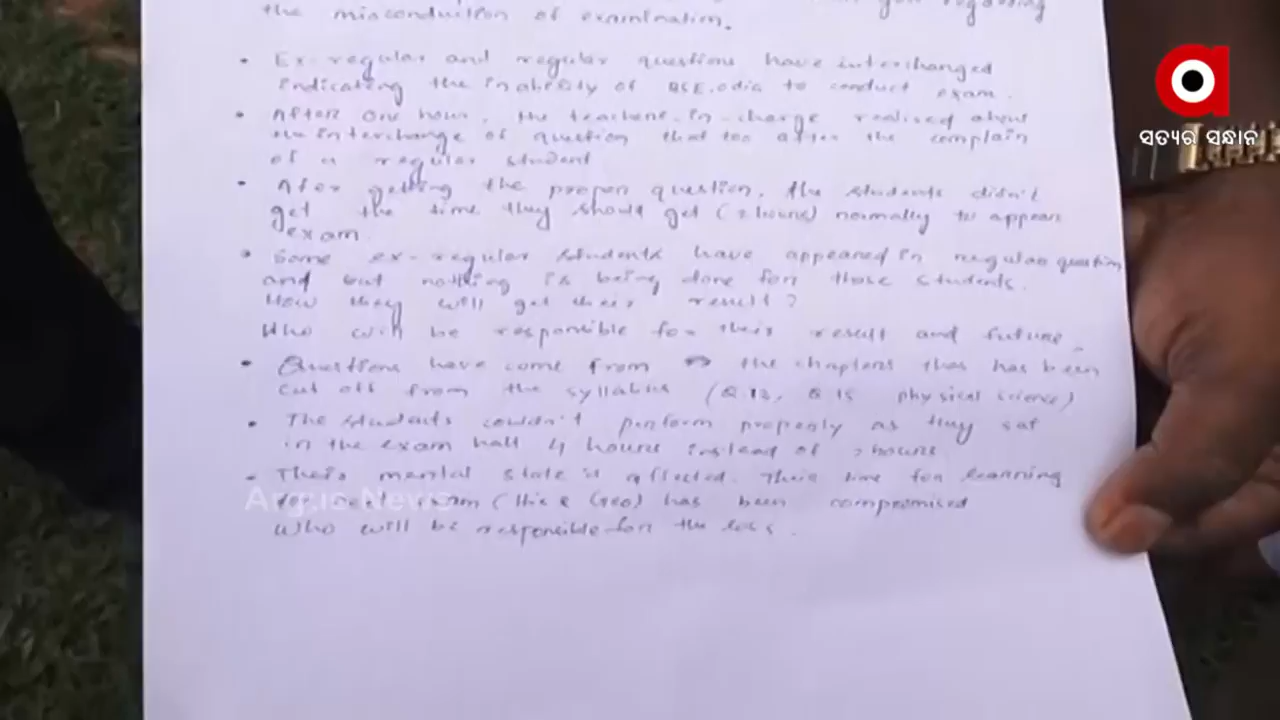 regarding
the misconduction of examination.
• Ex-regular and regular questions have interchanged
indicating the inability of BSE, odia to conduct exam.
• After one hour, the teachers in-charge realised about
the interchange of question that too after the complain
of a regular student
• After getting the proper question, the students didn't
get the time they should get (2 hours) normally to appear
exam.
• Some ex-regular students have appeared in regular question
and but nothing is being done for those students.
How they will get their result?
Who will be responsible for their result and future.
• Questions have come from the chapters that has been
cut off from the syllabus (Q.12, Q 15 physical science)
• The students couldn't perform properly as they sat
in the exam hall 4 hours instead of 2 hours
• Their mental state is affected. Their time for learning
for next exam (His & Geo) has been compromised
Who will be responsible for the loss.
Argus News
a
ସତ୍ୟର ସନ୍ଧାନ